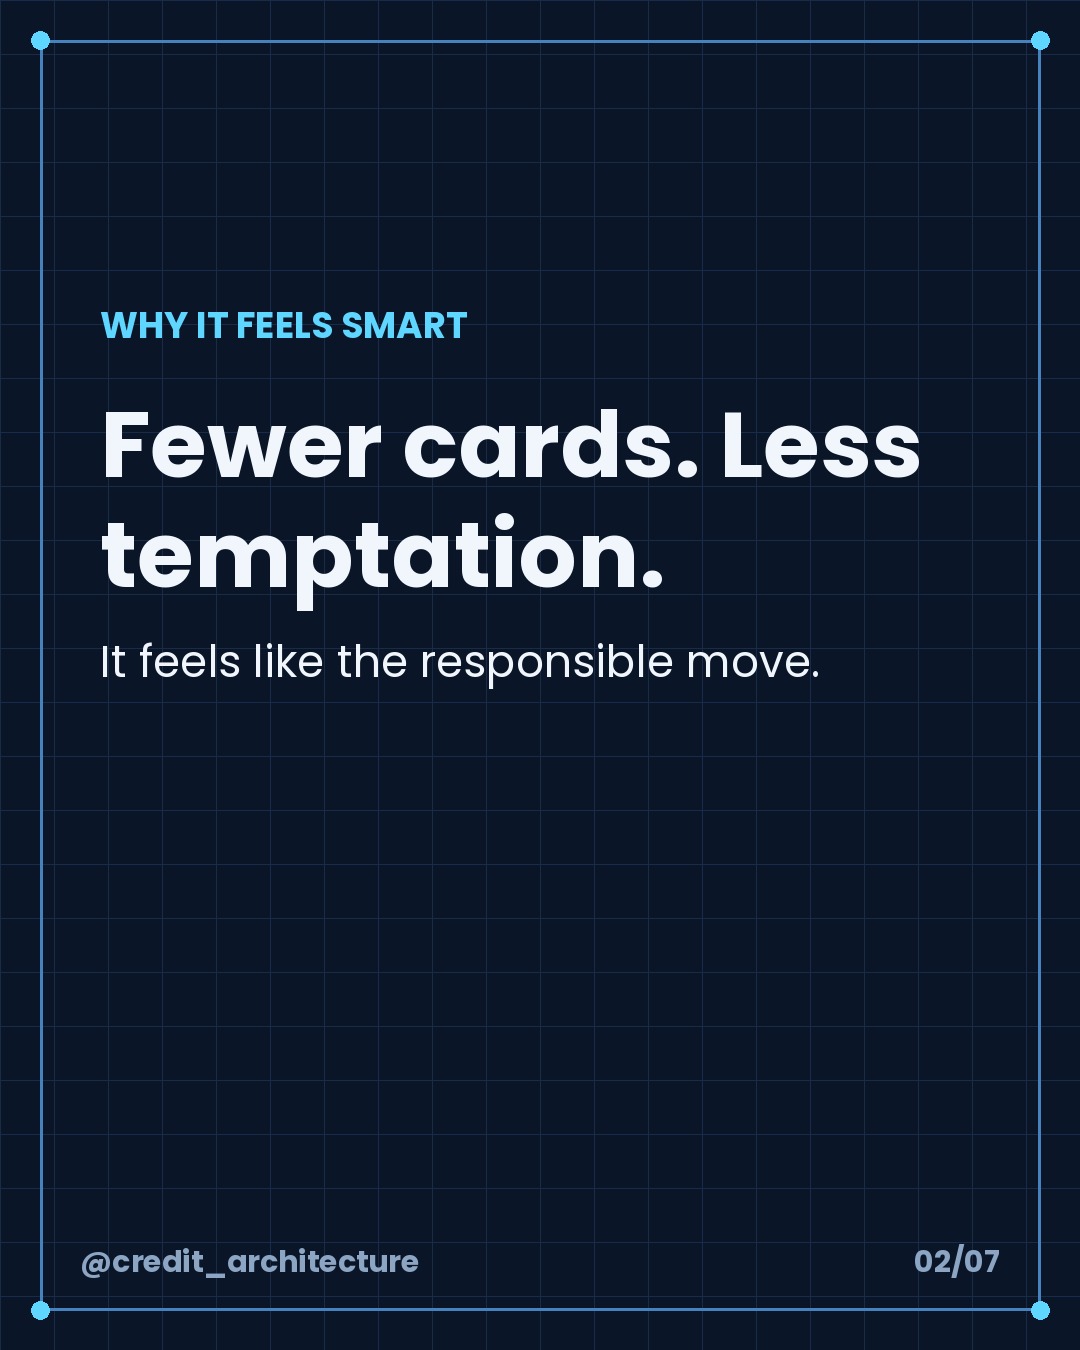 WHY IT FEELS SMART
Fewer cards. Less
temptation.
It feels like the responsible move.
@credit_architecture
02/07